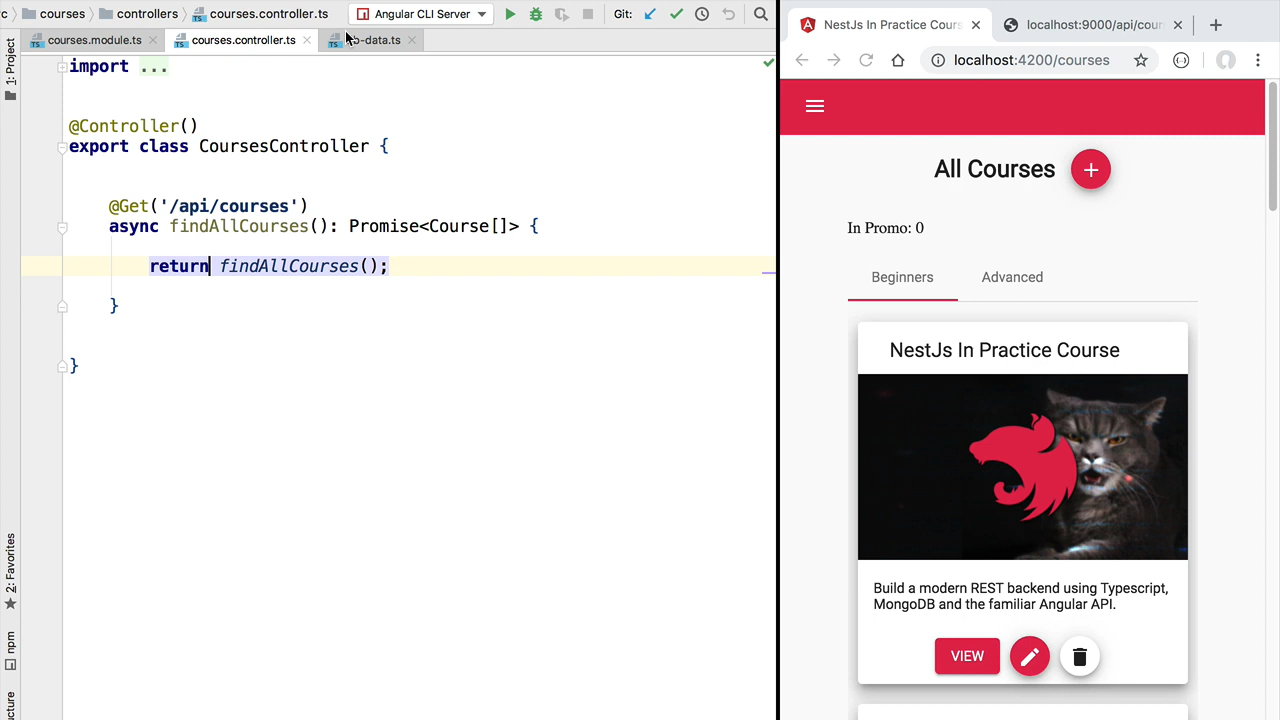 courses
controllers
courses.controller.ts
Angular CLI Server
Git:
courses.module.ts
courses.controller.ts
b-data.ts
1: Project
2: Favorites
npm
import ...
@Controller()
export class CoursesController {
@Get('/api/courses')
async findAllCourses(): Promise<Course[]> {
return findAllCourses();
}
}
NestJs In Practice Cours
localhost:9000/api/cour
localhost:4200/courses
All Courses
In Promo: 0
Beginners
Advanced
NestJs In Practice Course
Build a modern REST backend using Typescript,
MongoDB and the familiar Angular API.
VIEW